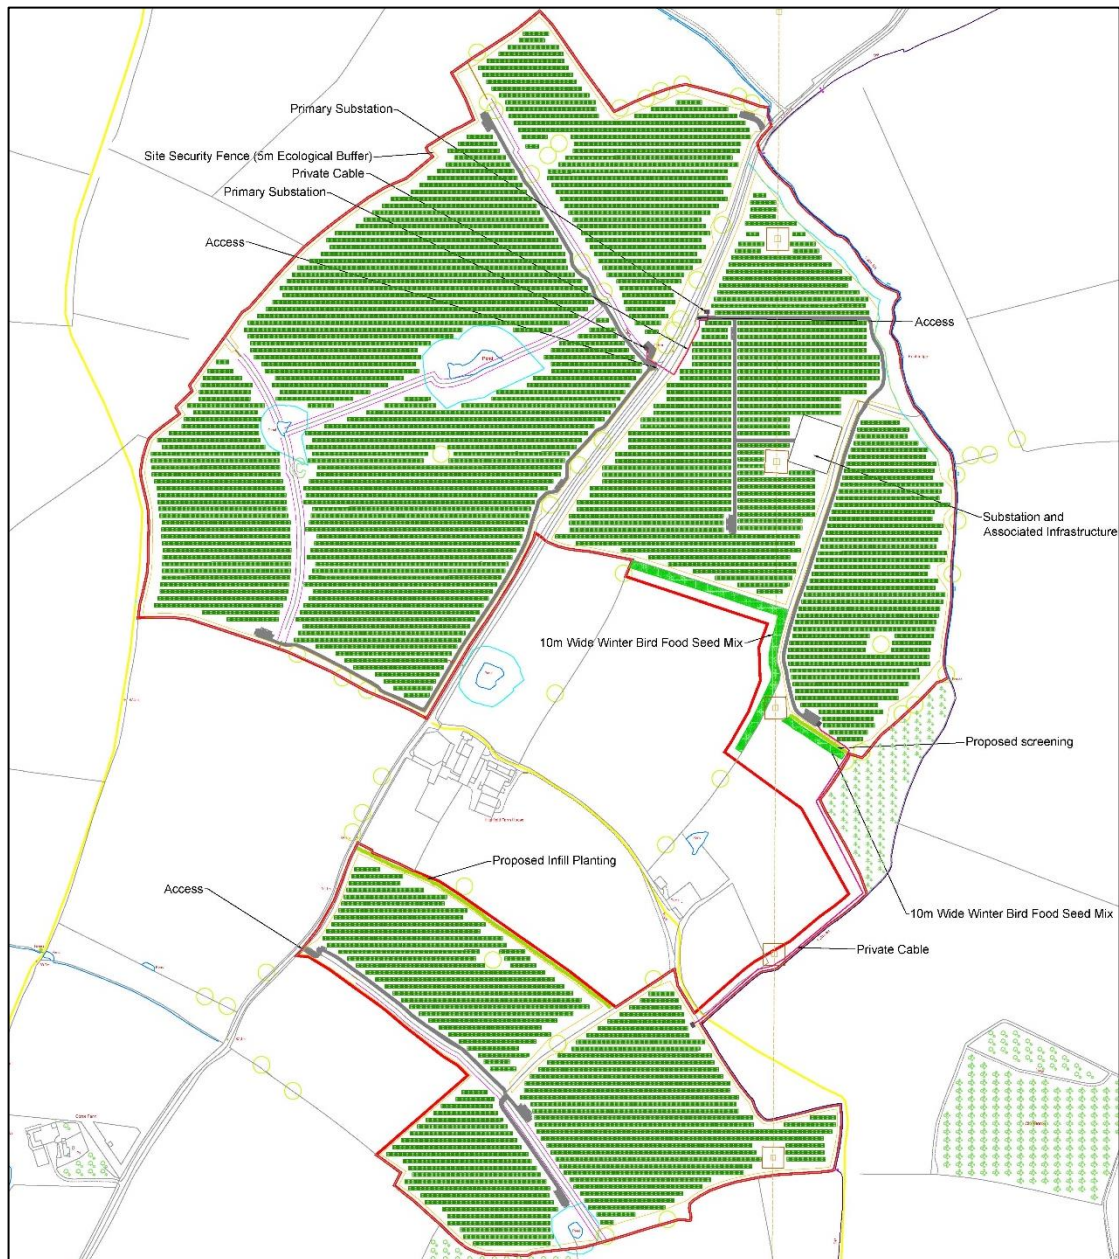 Primary Substation
Site Security Fence (5m Ecological Buffer)
Private Cable
Primary Substation
Access
Access
Pond
Substation and
Associated Infrastructure
10m Wide Winter Bird Food Seed Mix
Proposed screening
Proposed Infill Planting
Access
10m Wide Winter Bird Food Seed Mix
Private Cable